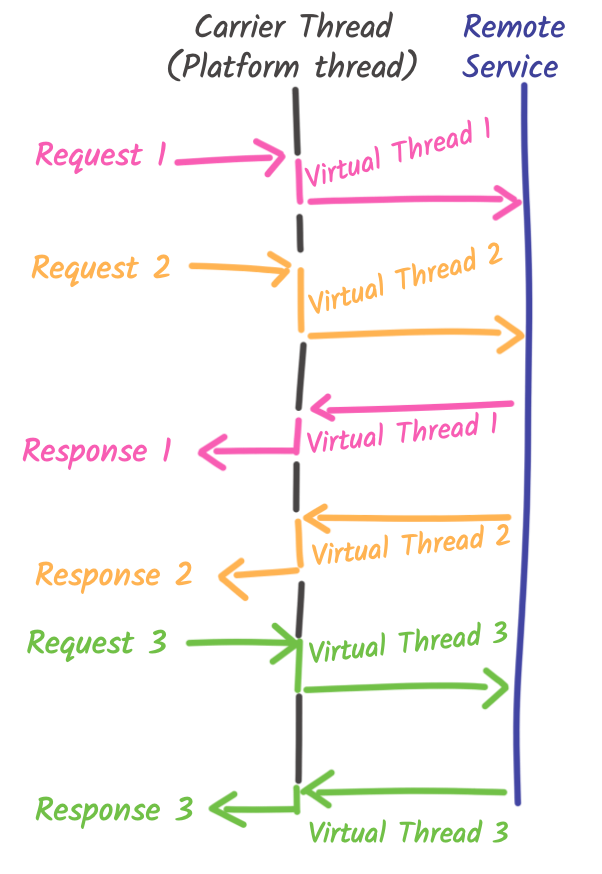 Carrier Thread
(Platform thread)
Remote
Service
Request 1
Virtual Thread 1
Request 2
Virtual Thread 2
Virtual Thread 1
Response 1
Virtual Thread 2
Response 2
Request 3
Virtual Thread 3
Response 3
Virtual Thread 3